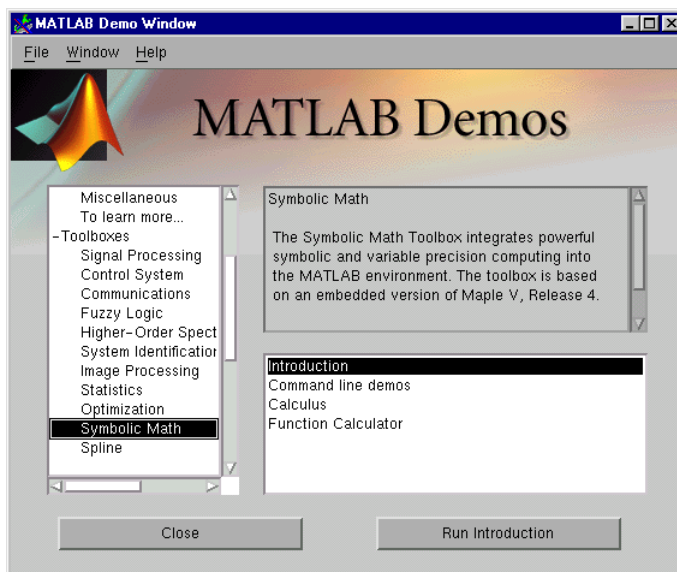 MATLAB Demo Window
File Window Help
MATLAB Demos
Miscellaneous
To learn more...
-Toolboxes
Signal Processing
Control System
Communications
Fuzzy Logic
Higher-Order Spect
System Identification
Image Processing
Statistics
Optimization
Symbolic Math
Spline
Symbolic Math
The Symbolic Math Toolbox integrates powerful
symbolic and variable precision computing into
the MATLAB environment. The toolbox is based
on an embedded version of Maple V, Release 4.
Introduction
Command line demos
Calculus
Function Calculator
Close
Run Introduction